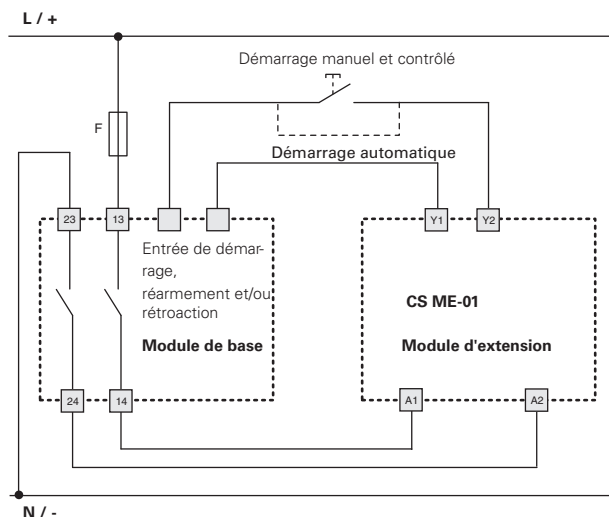 L / +
Démarrage manuel et contrôlé
F
Démarrage automatique
23
13
Y1
Y2
Entrée de démar-
rage,
réarmement et/ou
rétroaction
Module de base
CS ME-01
Module d'extension
24
14
A1
A2
N / -